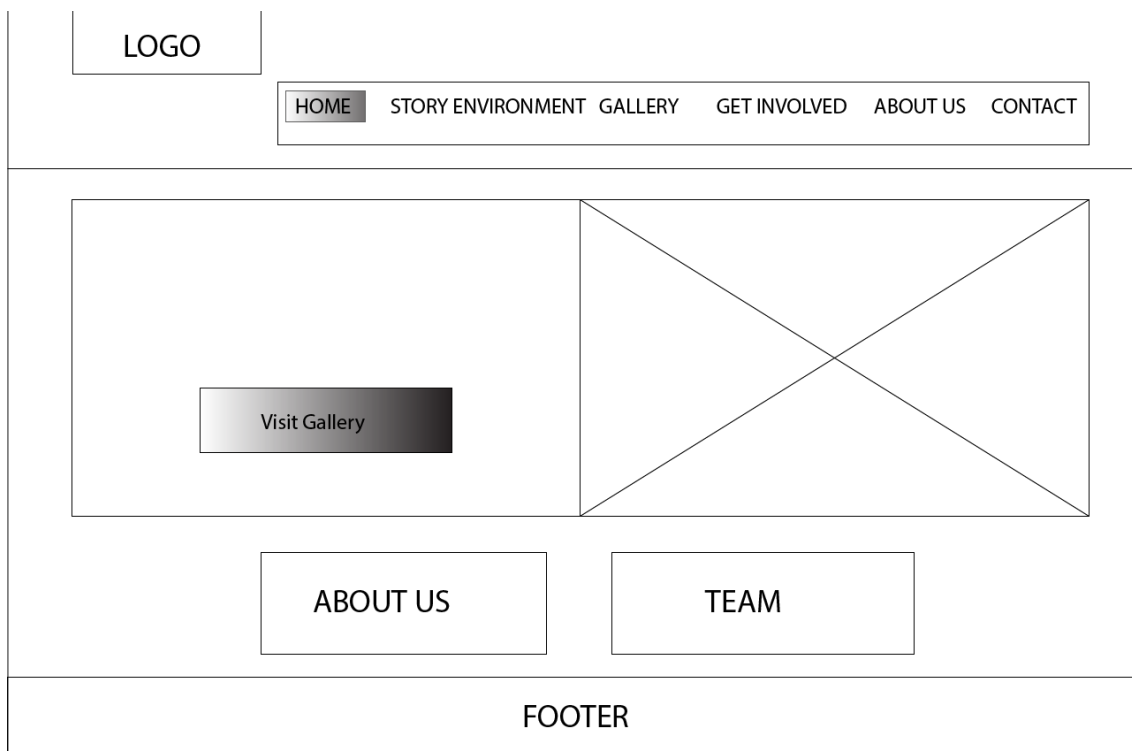 LOGO
HOME STORY ENVIRONMENT GALLERY GET INVOLVED ABOUT US CONTACT
Visit Gallery
ABOUT US TEAM
FOOTER